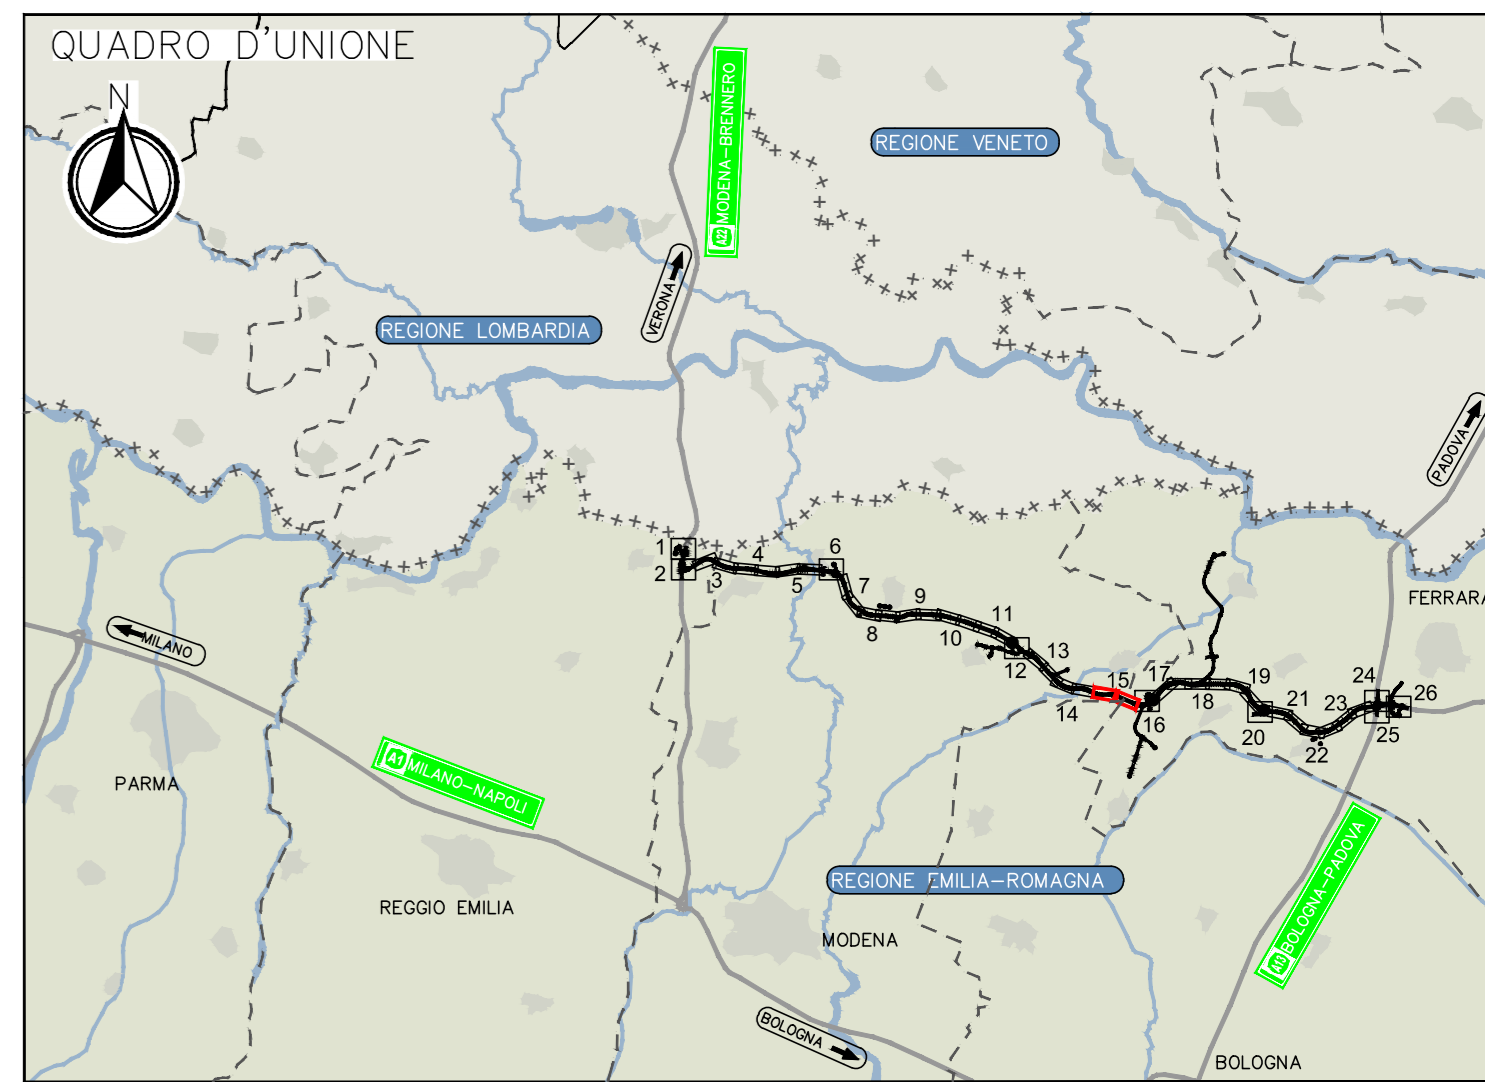 QUADRO D'UNIONE
N
A22 MODENA-BRENNERO
REGIONE VENETO
VERONA
REGIONE LOMBARDIA
PADOVA
1
2
3
4
5
6
7
8
9
10
11
12
13
14
15
16
17
18
19
20
21
22
23
24
25
26
FERRARA
MILANO
PARMA
A1 MILANO-NAPOLI
REGGIO EMILIA
REGIONE EMILIA-ROMAGNA
MODENA
A13 BOLOGNA-PADOVA
BOLOGNA
BOLOGNA